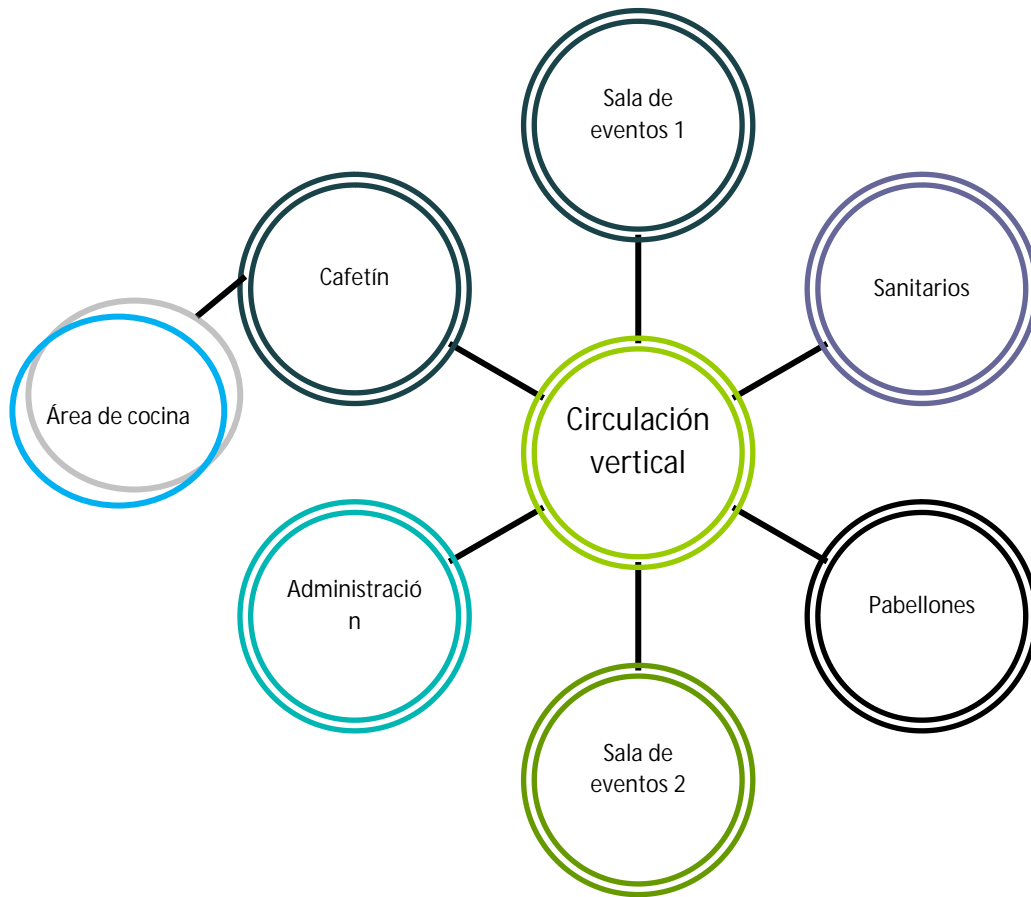 Sala de
eventos 1
Cafetín
Sanitarios
Área de cocina
Circulación
vertical
Administració
n
Pabellones
Sala de
eventos 2